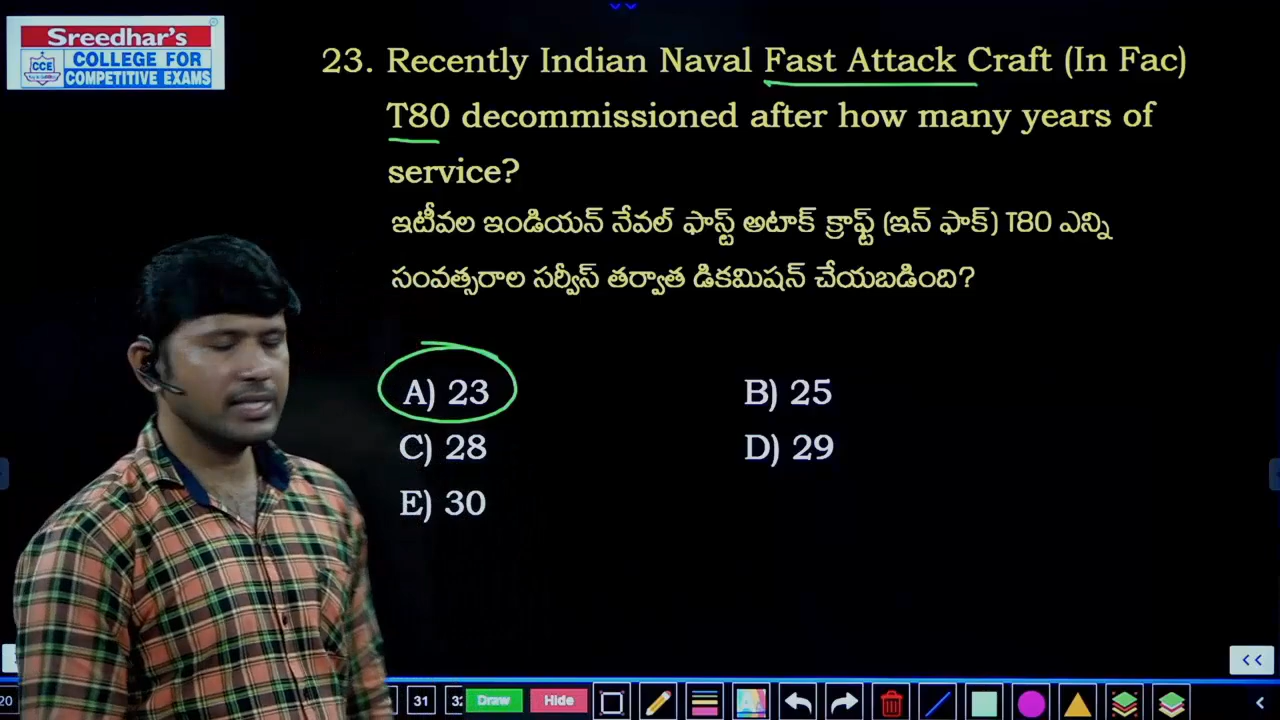 Sreedhar's
CCE
COLLEGE FOR
COMPETITIVE EXAMS
23. Recently Indian Naval Fast Attack Craft (In Fac)
T80 decommissioned after how many years of
service?
ఇటీవల ఇండియన్ నేవల్ ఫాస్ట్ అటాక్ క్రాఫ్ట్ (ఇన్ ఫాక్) T80 ఎన్ని
సంవత్సరాల సర్వీస్ తర్వాత డికమిషన్ చేయబడింది?
A) 23 B) 25
C) 28 D) 29
E) 30
20 31 Draw Hide